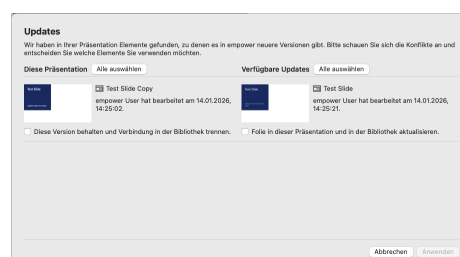 Updates
Wir haben in Ihrer Präsentation Elemente gefunden, zu denen es in empower neuere Versionen gibt. Bitte schauen Sie sich die Konflikte an und
entscheiden Sie welche Elemente Sie verwenden möchten.
Diese Präsentation Alle auswählen
Verfügbare Updates Alle auswählen
Test Slide
Test Slide Copy
empower User hat bearbeitet am 14.01.2026,
14:25:02.
Test Slide
Test Slide
empower User hat bearbeitet am 14.01.2026,
14:25:21.
Diese Version behalten und Verbindung in der Bibliothek trennen.
Folie in dieser Präsentation und in der Bibliothek aktualisieren.
Abbrechen Anwenden